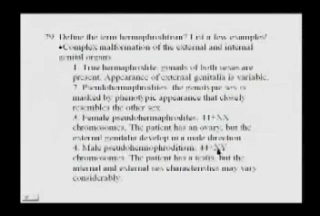 29. Define the term hermaphroditism? List a few examples?
•Complex malformation of the external and internal
genital organs
1. True hermaphrodite: gonads of both sexes are
present. Appearance of external genitalia is variable.
2. Pseudohermaphrodites: the genotypic sex is
masked by phenotypic appearance that closely
resembles the other sex
3. Female pseudohermaphrodites: 44+XX
chromosomes. The patient has an ovary, but the
external genitalia develop in a male
4. Male pseudohermaphroditism: 44+XY
chromosomes. The patient has a testis, but the
internal and external sex characteristics may vary
considerably.